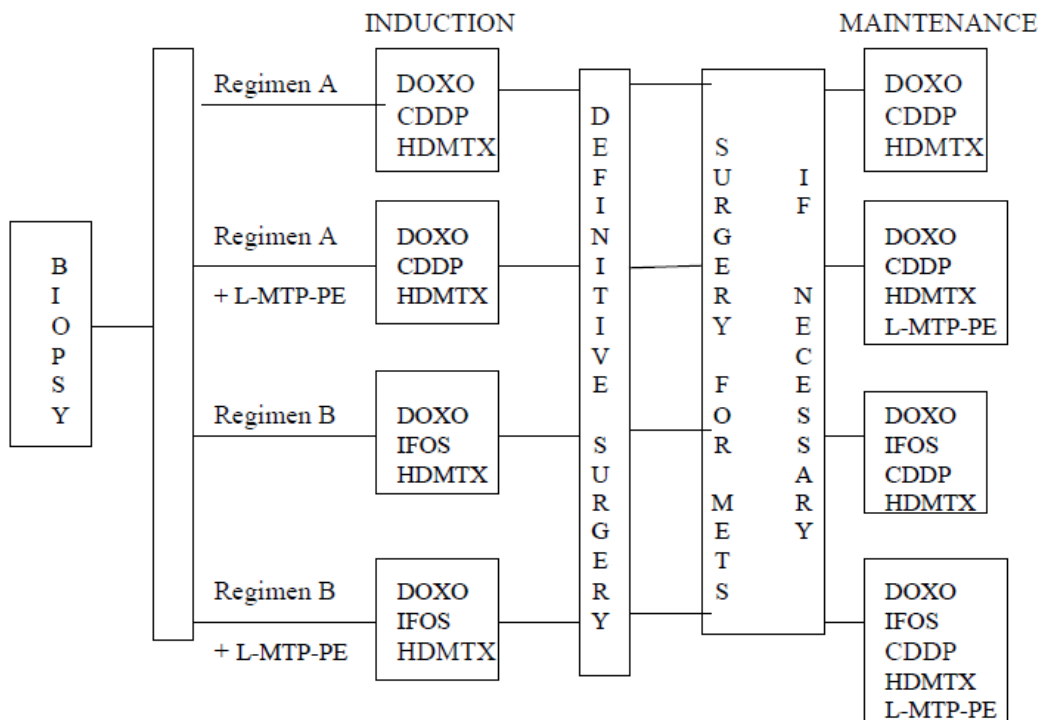 INDUCTION
MAINTENANCE
BIOPSY
Regimen A
DOXO
CDDP
HDMTX
Regimen A
+ L-MTP-PE
DOXO
CDDP
HDMTX
Regimen B
DOXO
IFOS
HDMTX
Regimen B
+ L-MTP-PE
DOXO
IFOS
HDMTX
DEFINITIVE SURGERY
SURGERY FOR METS
IF NECESSARY
DOXO
CDDP
HDMTX
DOXO
CDDP
HDMTX
L-MTP-PE
DOXO
IFOS
CDDP
HDMTX
DOXO
IFOS
CDDP
HDMTX
L-MTP-PE